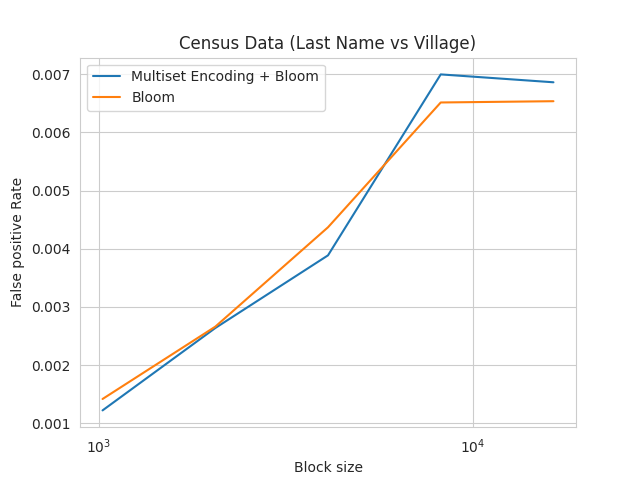 Census Data (Last Name vs Village)
Multiset Encoding + Bloom
Bloom
0.007
0.006
0.005
0.004
0.003
0.002
0.001
False positive Rate
10³
10⁴
Block size